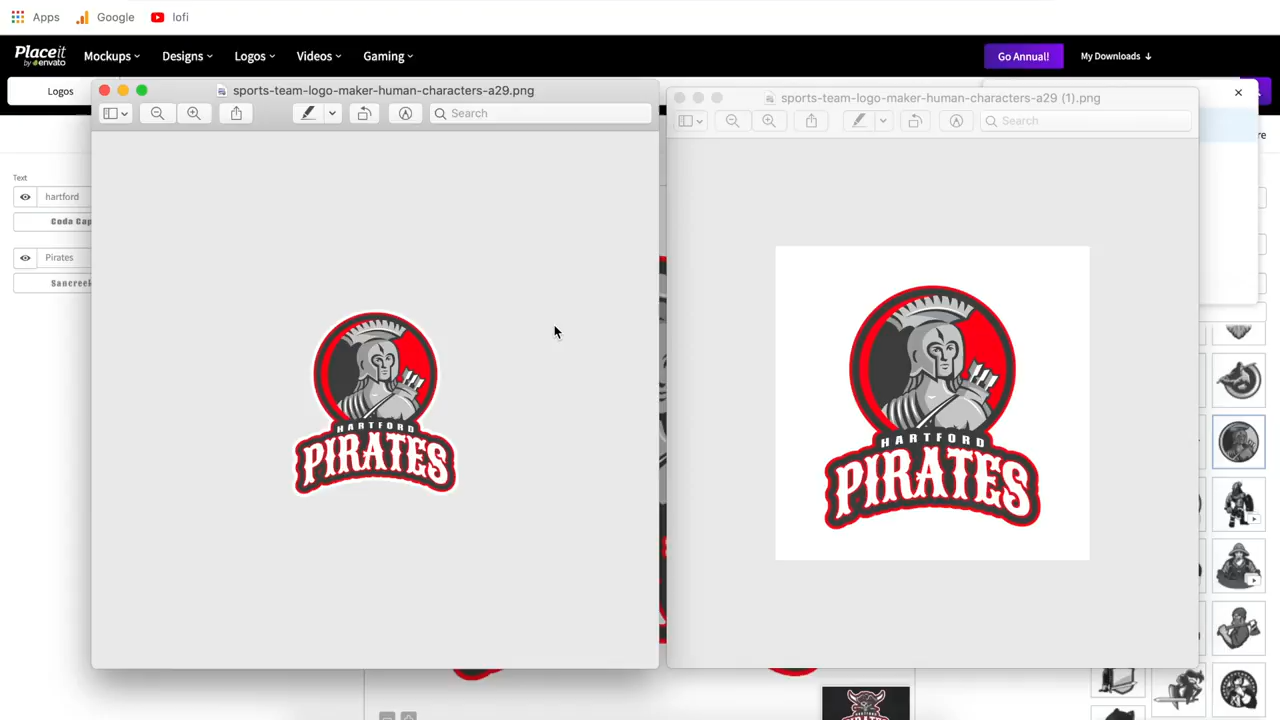 Apps
Google
lofi
Placeit
by envato
Mockups
Designs
Logos
Videos
Gaming
Go Annual!
My Downloads
Logos
sports-team-logo-maker-human-characters-a29.png
Search
sports-team-logo-maker-human-characters-a29 (1).png
Search
re
Text
hartford
Coda Cap
Pirates
Sancreek
HARTFORD
PIRATES
HARTFORD
PIRATES